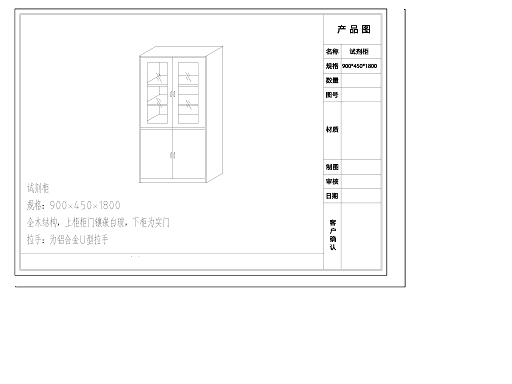 产品图
名称 试剂柜
规格 900*450*1800
数量
图号
材质
制图
审核
日期
客户确认
试剂柜
规格：900×450×1800
全木结构，上柜柜门镶嵌白玻，下柜为实门
拉手：为铝合金U型拉手